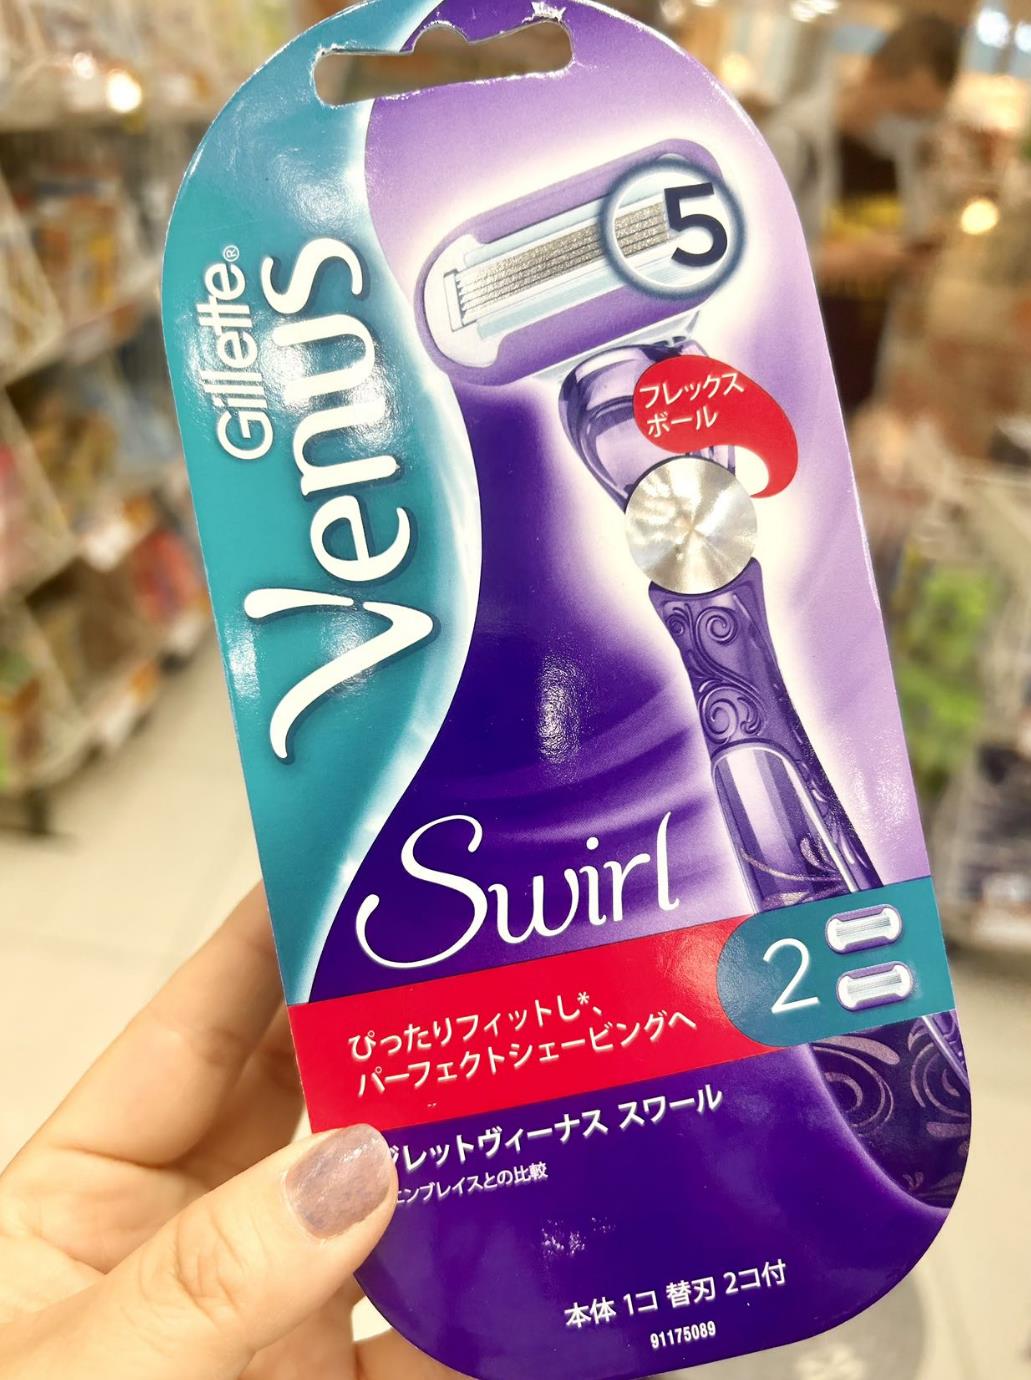 Gillette®
Venus
5
フレックス
ボール
Swirl
2
ぴったりフィットし*、
パーフェクトシェービングへ
レットヴィーナス スワール
エンブレイスとの比較
本体 1コ 替刃 2コ付
91175089